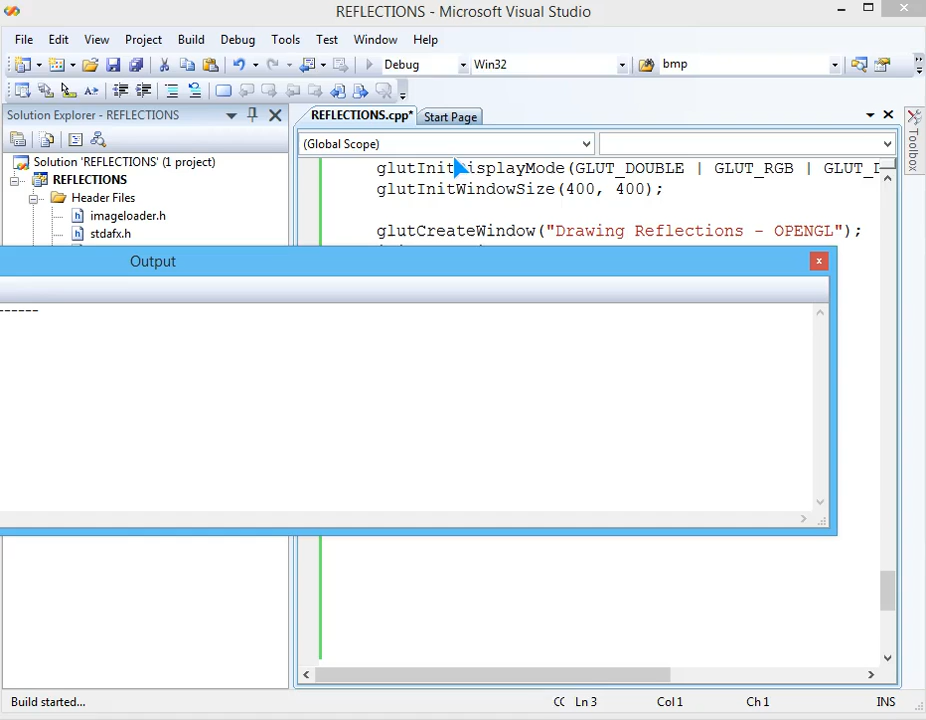 REFLECTIONS - Microsoft Visual Studio
File Edit View Project Build Debug Tools Test Window Help
Debug Win32 bmp
Solution Explorer - REFLECTIONS
REFLECTIONS.cpp* Start Page
(Global Scope)
Toolbox
Solution 'REFLECTIONS' (1 project)
REFLECTIONS
Header Files
imageloader.h
stdafx.h
glutInitDisplayMode(GLUT_DOUBLE | GLUT_RGB |
glutInitWindowSize(400, 400);
glutCreateWindow("Drawing Reflections - OPENGL");
Output
------
Build started... Ln 3 Col 1 Ch 1 INS